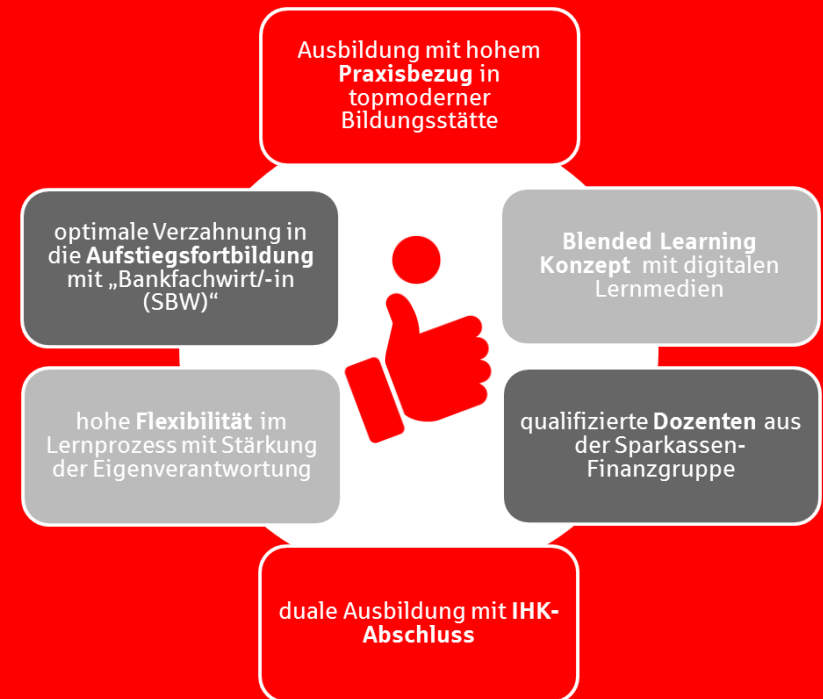 Ausbildung mit hohem
Praxisbezug in
topmoderner
Bildungsstätte
optimale Verzahnung in
die Aufstiegsfortbildung
mit „Bankfachwirt/-in
(SBW)“
Blended Learning
Konzept mit digitalen
Lernmedien
hohe Flexibilität im
Lernprozess mit Stärkung
der Eigenverantwortung
qualifizierte Dozenten aus
der Sparkassen-
Finanzgruppe
duale Ausbildung mit IHK-
Abschluss